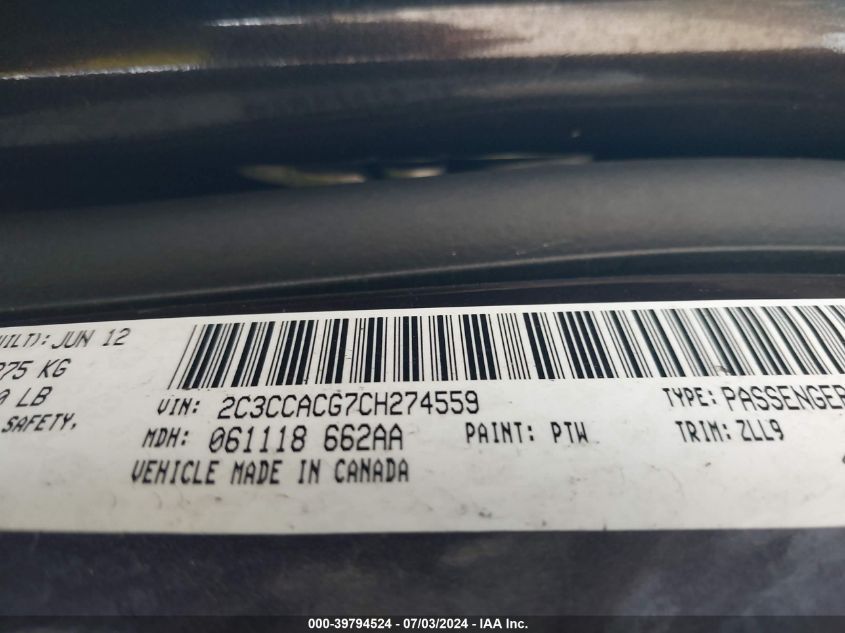 UILT): JUN 12
275 KG
0 LB
SAFETY,
VIN: 2C3CCACG7CH274559
TYPE: PASSENGER
MDH: 061118 662AA
PAINT: PTW
TRIM: ZLL9
VEHICLE MADE IN CANADA
000-39794524 - 07/03/2024 - IAA Inc.